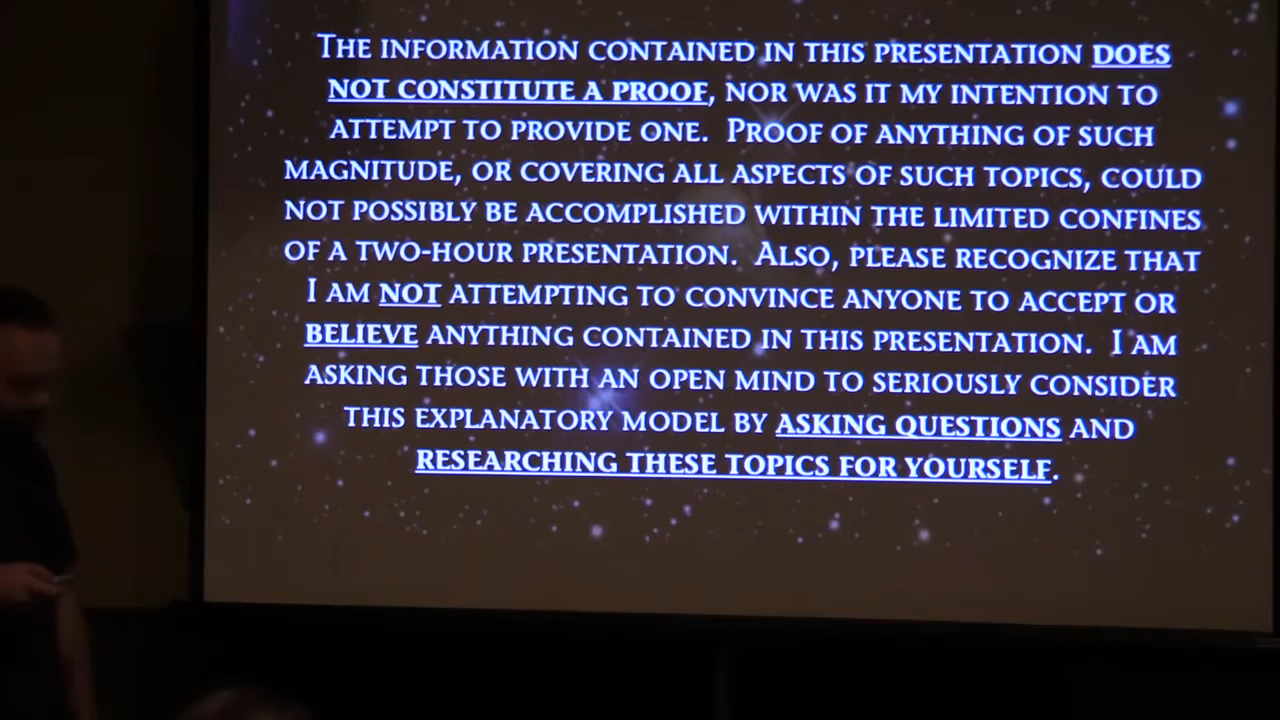 THE INFORMATION CONTAINED IN THIS PRESENTATION DOES
NOT CONSTITUTE A PROOF, NOR WAS IT MY INTENTION TO
ATTEMPT TO PROVIDE ONE. PROOF OF ANYTHING OF SUCH
MAGNITUDE, OR COVERING ALL ASPECTS OF SUCH TOPICS, COULD
NOT POSSIBLY BE ACCOMPLISHED WITHIN THE LIMITED CONFINES
OF A TWO-HOUR PRESENTATION. ALSO, PLEASE RECOGNIZE THAT
I AM NOT ATTEMPTING TO CONVINCE ANYONE TO ACCEPT OR
BELIEVE ANYTHING CONTAINED IN THIS PRESENTATION. I AM
ASKING THOSE WITH AN OPEN MIND TO SERIOUSLY CONSIDER
THIS EXPLANATORY MODEL BY ASKING QUESTIONS AND
RESEARCHING THESE TOPICS FOR YOURSELF.